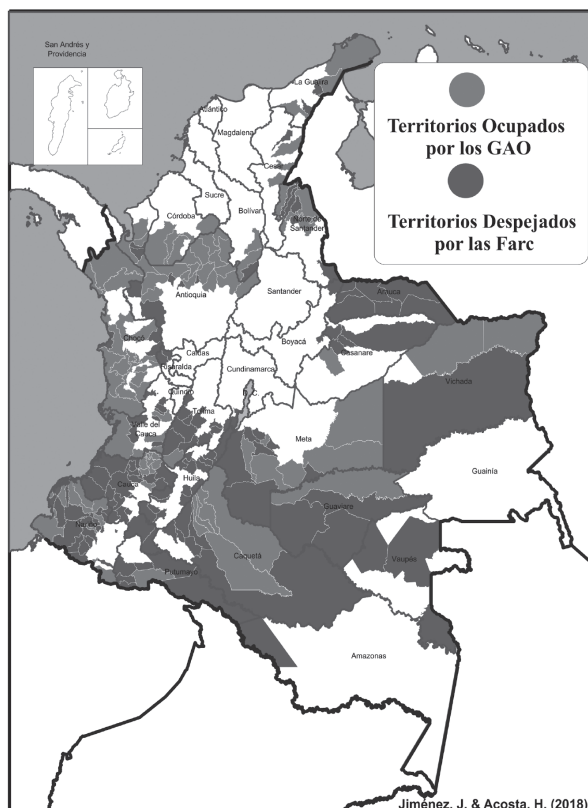 San Andrés y
Providencia
La Guajira
Atlántico
Magdalena
Cesar
Sucre
Córdoba
Bolívar
Norte de
Santander
Antioquia
Santander
Arauca
Chocó
Boyacá
Caldas
Casanare
Risaralda
Cundinamarca
Vichada
Quindío
Tolima
Valle del
Cauca
Meta
Guainía
Huila
Cauca
Guaviare
Nariño
Caquetá
Vaupés
Putumayo
Amazonas
Territorios Ocupados
por los GAO
Territorios Despejados
por las Farc
Jiménez, J. & Acosta, H. (2018)